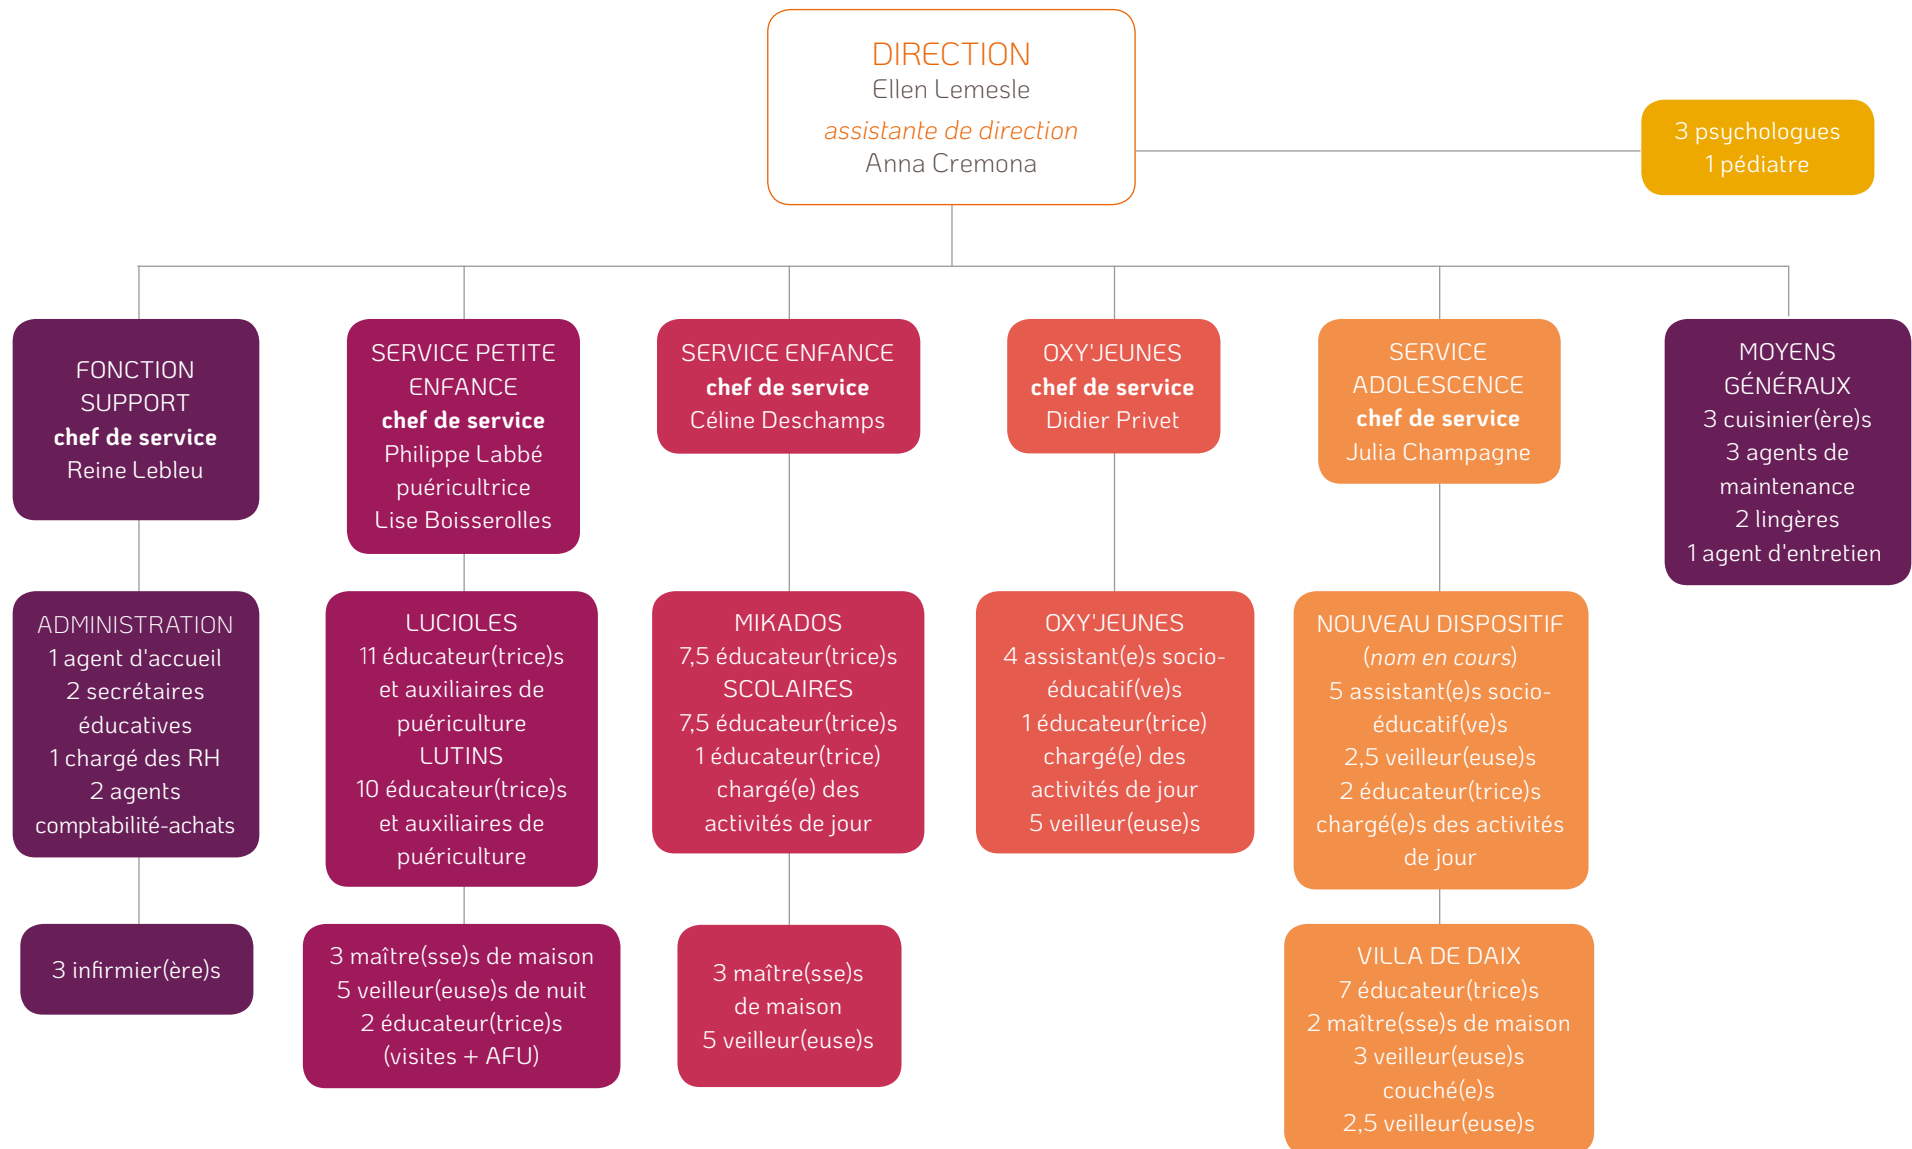 DIRECTION
Ellen Lemesle
assistante de direction
Anna Cremona
3 psychologues
1 pédiatre
FONCTION
SUPPORT
chef de service
Reine Lebleu
SERVICE PETITE
ENFANCE
chef de service
Philippe Labbé
puéricultrice
Lise Boisserolles
SERVICE ENFANCE
chef de service
Céline Deschamps
OXY'JEUNES
chef de service
Didier Privet
SERVICE
ADOLESCENCE
chef de service
Julia Champagne
MOYENS
GÉNÉRAUX
3 cuisinier(ère)s
3 agents de
maintenance
2 lingères
1 agent d'entretien
ADMINISTRATION
1 agent d'accueil
2 secrétaires
éducatives
1 chargé des RH
2 agents
comptabilité-achats
LUCIOLES
11 éducateur(trice)s
et auxiliaires de
puériculture
LUTINS
10 éducateur(trice)s
et auxiliaires de
puériculture
MIKADOS
7,5 éducateur(trice)s
SCOLAIRES
7,5 éducateur(trice)s
1 éducateur(trice)
chargé(e) des
activités de jour
OXY'JEUNES
4 assistant(e)s socio-
éducatif(ve)s
1 éducateur(trice)
chargé(e) des
activités de jour
5 veilleur(euse)s
NOUVEAU DISPOSITIF
(nom en cours)
5 assistant(e)s socio-
éducatif(ve)s
2,5 veilleur(euse)s
2 éducateur(trice)s
chargé(e)s des activités
de jour
3 infirmier(ère)s
3 maître(sse)s de maison
5 veilleur(euse)s de nuit
2 éducateur(trice)s
(visites + AFU)
3 maître(sse)s
de maison
5 veilleur(euse)s
VILLA DE DAIX
7 éducateur(trice)s
2 maître(sse)s de maison
3 veilleur(euse)s
couché(e)s
2,5 veilleur(euse)s